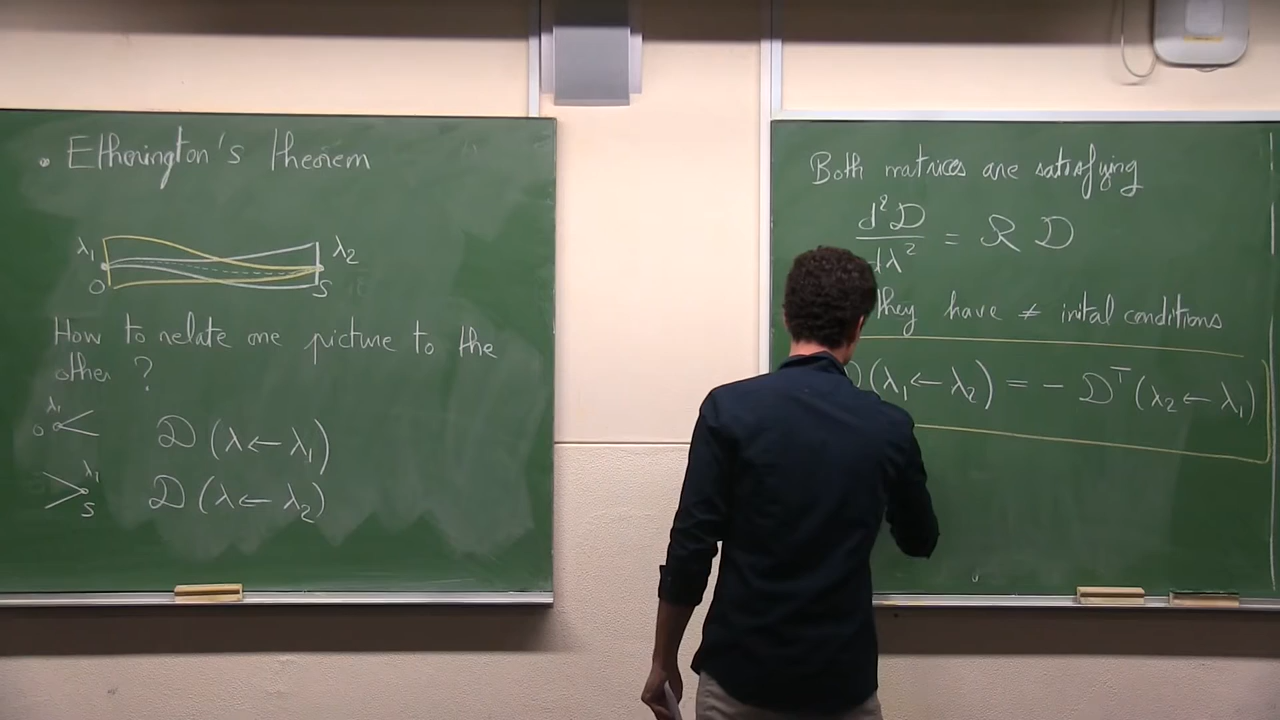 • Etherington's theorem
λ₁ λ₂
O S
How to relate one picture to the
other ?
λ₁
O 𝒟 (λ ← λ₁)
λ₁
S 𝒟 (λ ← λ₂)
Both matrices are satisfying
d²𝒟/dλ² = ℛ 𝒟
they have ≠ inital conditions
𝒟(λ₁ ← λ₂) = − 𝒟ᵀ (λ₂ ← λ₁)